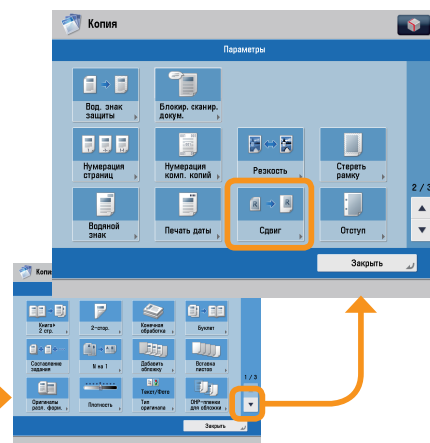 Копия
Параметры
Вод. знак
защиты
Блокир. сканир.
докум.
Нумерация
страниц
Нумерация
комп. копий
Резкость
Стереть
рамку
2 / 3
Водяной
знак
Печать даты
Сдвиг
Отступ
Закрыть
Копи
Книга>
2 стр.
2-стор.
Конечная
обработка
Буклет
Составление
задания
N на 1
Добавить
обложку
Вставка
листов
1 / 3
Оригиналы
разн. форм.
Плотность
Текст/Фото
Тип
оригинала
OHP-пленки
для обложки
Закрыть